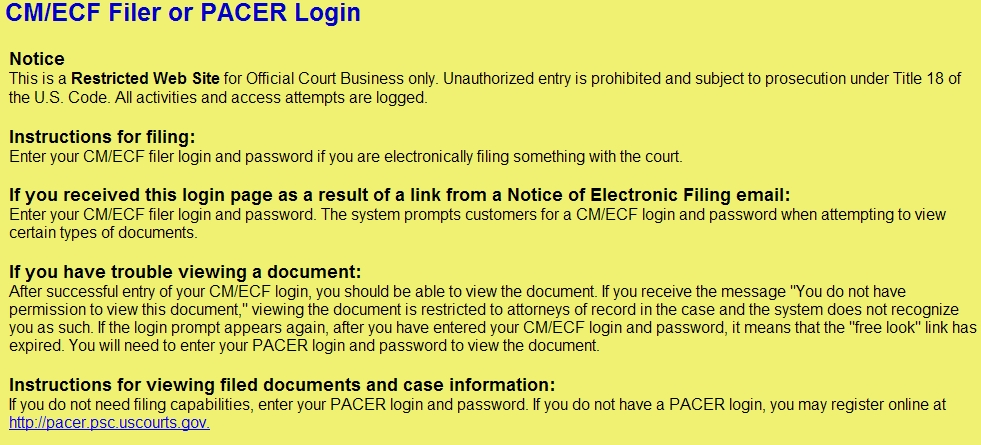 CM/ECF Filer or PACER Login
Notice
This is a Restricted Web Site for Official Court Business only. Unauthorized entry is prohibited and subject to prosecution under Title 18 of
the U.S. Code. All activities and access attempts are logged.
Instructions for filing:
Enter your CM/ECF filer login and password if you are electronically filing something with the court.
If you received this login page as a result of a link from a Notice of Electronic Filing email:
Enter your CM/ECF filer login and password. The system prompts customers for a CM/ECF login and password when attempting to view
certain types of documents.
If you have trouble viewing a document:
After successful entry of your CM/ECF login, you should be able to view the document. If you receive the message "You do not have
permission to view this document," viewing the document is restricted to attorneys of record in the case and the system does not recognize
you as such. If the login prompt appears again, after you have entered your CM/ECF login and password, it means that the "free look" link has
expired. You will need to enter your PACER login and password to view the document.
Instructions for viewing filed documents and case information:
If you do not need filing capabilities, enter your PACER login and password. If you do not have a PACER login, you may register online at
http://pacer.psc.uscourts.gov.